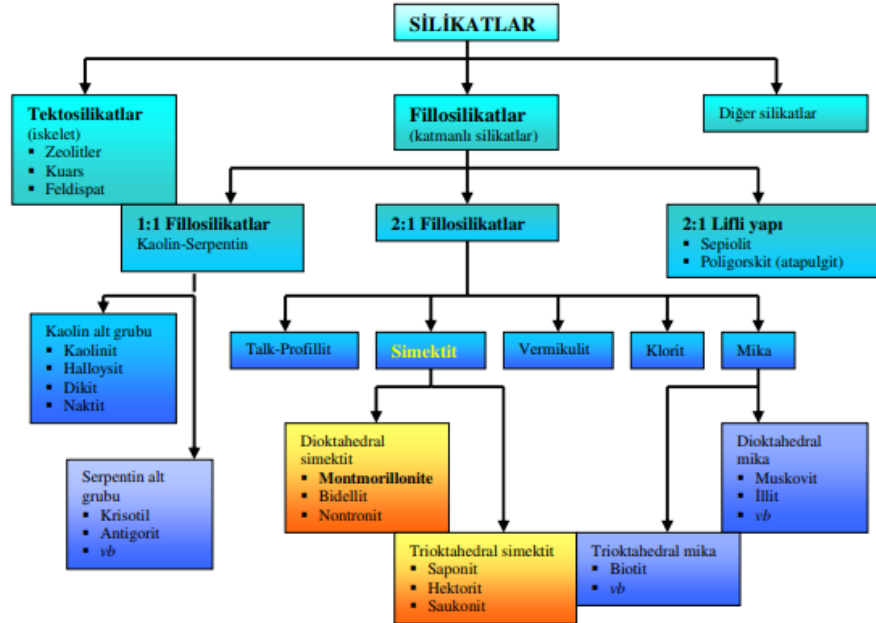 SİLİKATLAR
Tektosilikatlar
(iskelet)
▪ Zeolitler
▪ Kuars
▪ Feldispat
Fillosilikatlar
(katmanlı silikatlar)
Diğer silikatlar
1:1 Fillosilikatlar
Kaolin-Serpentin
2:1 Fillosilikatlar
2:1 Lifli yapı
▪ Sepiolit
▪ Poligorskit (atapulgit)
Kaolin alt grubu
▪ Kaolinit
▪ Halloysit
▪ Dikit
▪ Naktit
Talk-Profillit
Simektit
Vermikulit
Klorit
Mika
Serpentin alt
grubu
▪ Krisotil
▪ Antigorit
▪ vb
Dioktahedral
simektit
▪ Montmorillonite
▪ Bidellit
▪ Nontronit
Dioktahedral
mika
▪ Muskovit
▪ İllit
▪ vb
Trioktahedral simektit
▪ Saponit
▪ Hektorit
▪ Saukonit
Trioktahedral mika
▪ Biotit
▪ vb